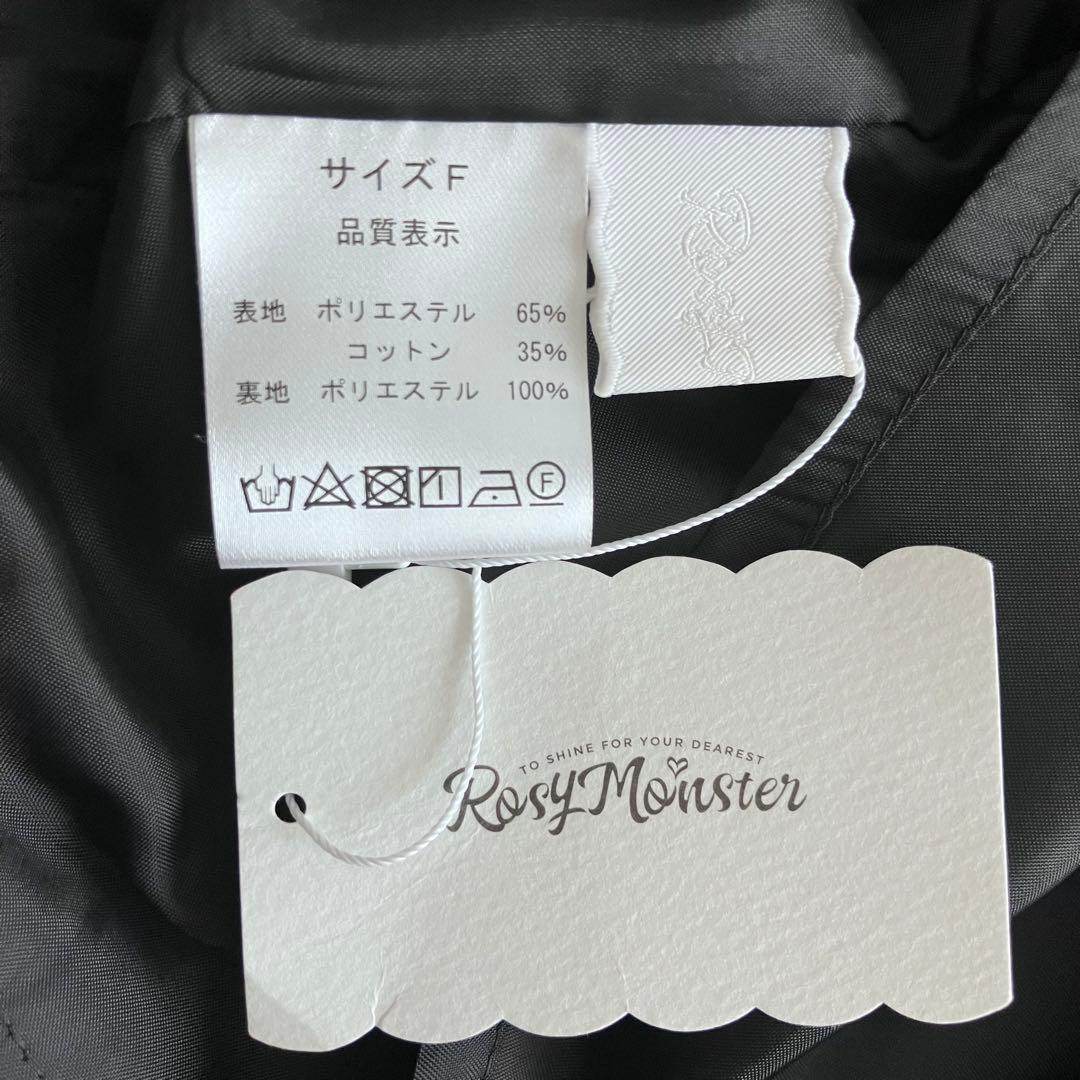 サイズ F
品質表示
表地 ポリエステル 65%
コットン 35%
裏地 ポリエステル 100%
F
TO SHINE FOR YOUR DEAREST
RosyMonster